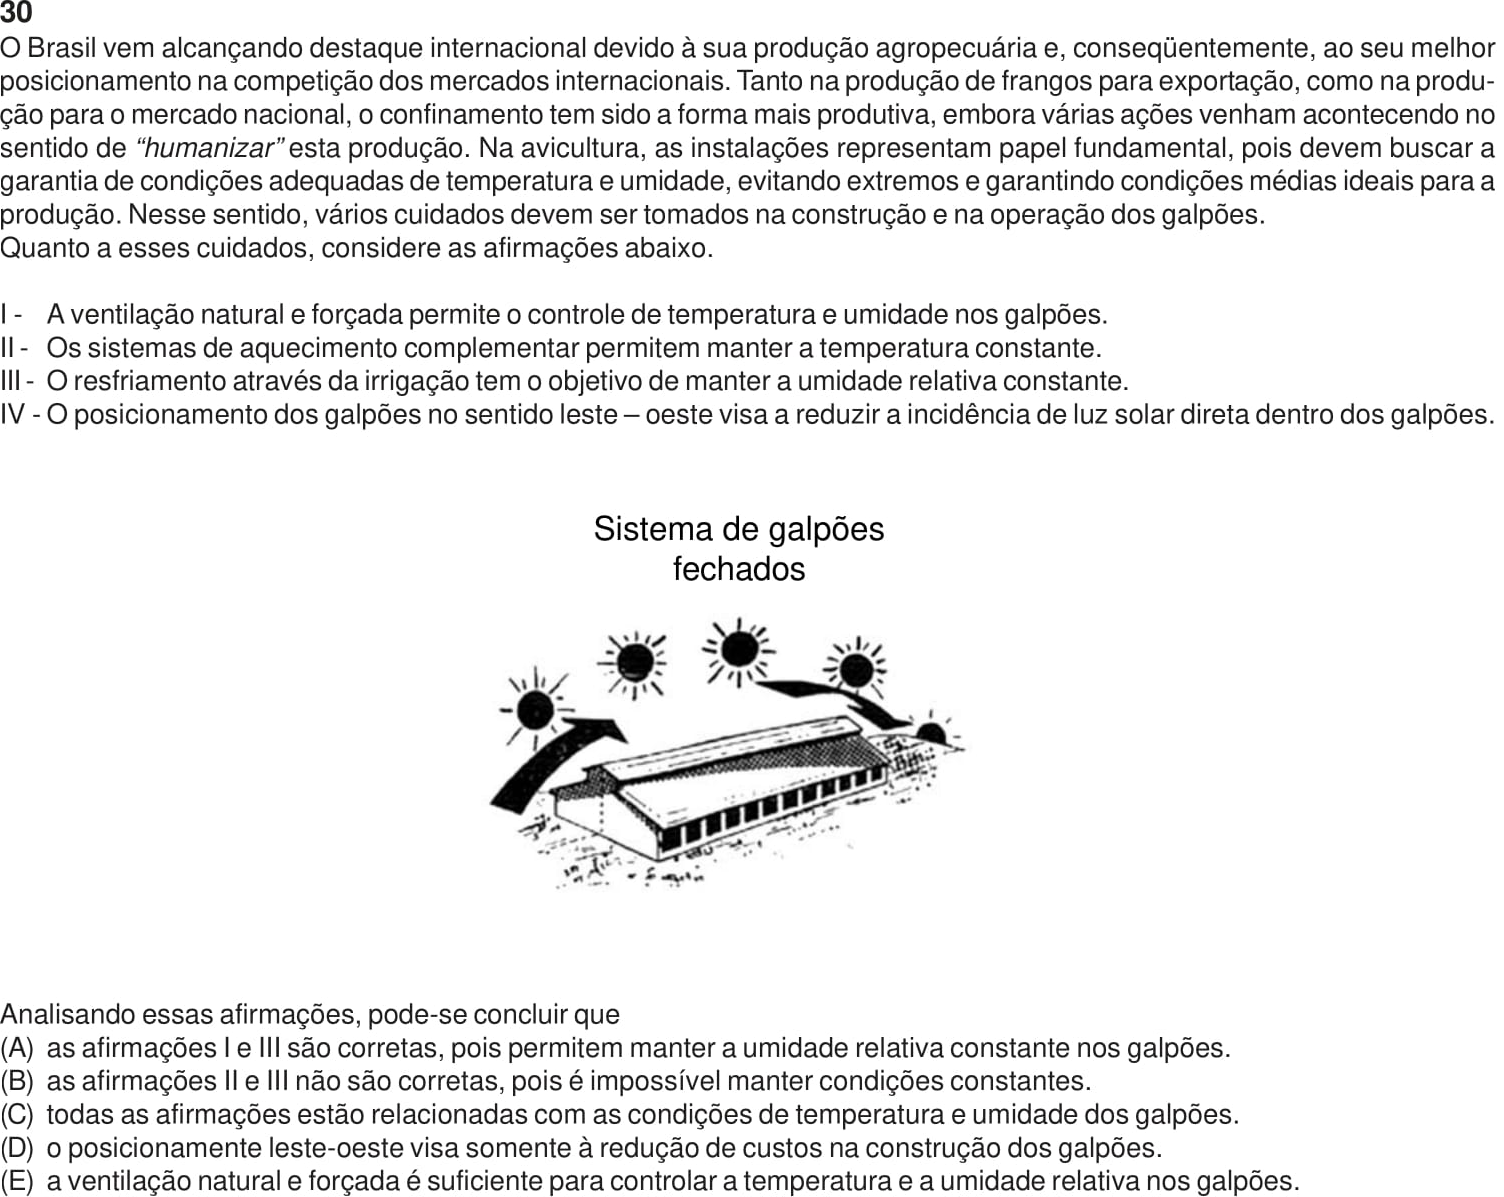 30
O Brasil vem alcançando destaque internacional devido à sua produção agropecuária e, conseqüentemente, ao seu melhor
posicionamento na competição dos mercados internacionais. Tanto na produção de frangos para exportação, como na produ-
ção para o mercado nacional, o confinamento tem sido a forma mais produtiva, embora várias ações venham acontecendo no
sentido de “humanizar” esta produção. Na avicultura, as instalações representam papel fundamental, pois devem buscar a
garantia de condições adequadas de temperatura e umidade, evitando extremos e garantindo condições médias ideais para a
produção. Nesse sentido, vários cuidados devem ser tomados na construção e na operação dos galpões.
Quanto a esses cuidados, considere as afirmações abaixo.
I - A ventilação natural e forçada permite o controle de temperatura e umidade nos galpões.
II - Os sistemas de aquecimento complementar permitem manter a temperatura constante.
III - O resfriamento através da irrigação tem o objetivo de manter a umidade relativa constante.
IV - O posicionamento dos galpões no sentido leste – oeste visa a reduzir a incidência de luz solar direta dentro dos galpões.
Sistema de galpões
fechados
Analisando essas afirmações, pode-se concluir que
(A) as afirmações I e III são corretas, pois permitem manter a umidade relativa constante nos galpões.
(B) as afirmações II e III não são corretas, pois é impossível manter condições constantes.
(C) todas as afirmações estão relacionadas com as condições de temperatura e umidade dos galpões.
(D) o posicionamente leste-oeste visa somente à redução de custos na construção dos galpões.
(E) a ventilação natural e forçada é suficiente para controlar a temperatura e a umidade relativa nos galpões.